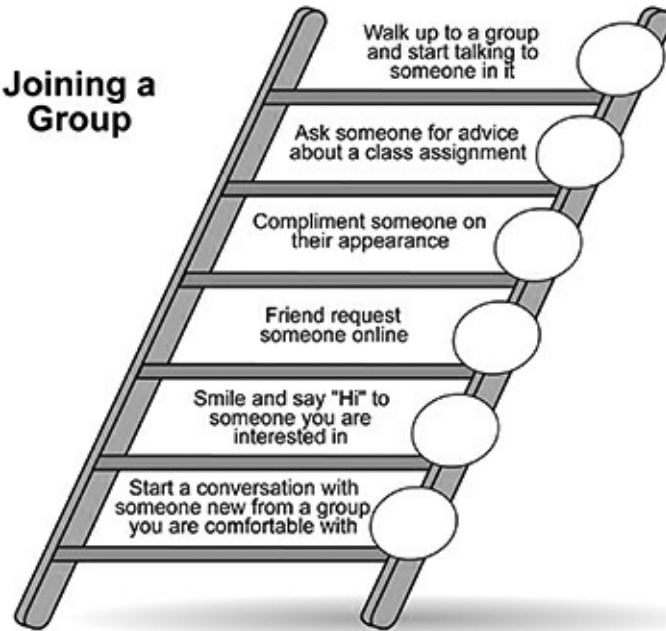 Joining a
Group
Walk up to a group
and start talking to
someone in it
Ask someone for advice
about a class assignment
Compliment someone on
their appearance
Friend request
someone online
Smile and say "Hi" to
someone you are
interested in
Start a conversation with
someone new from a group
you are comfortable with